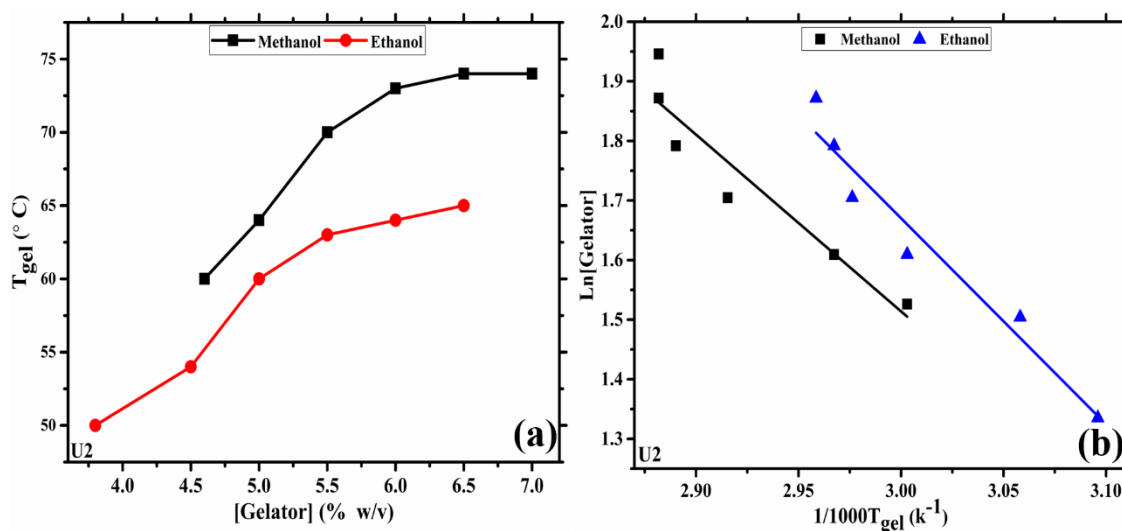 Methanol Ethanol
75
70
65
60
55
50
T_gel (° C)
4.0 4.5 5.0 5.5 6.0 6.5 7.0
[Gelator] (% w/v)
U2
(a)
Methanol Ethanol
2.0
1.9
1.8
1.7
1.6
1.5
1.4
1.3
Ln[Gelator]
2.90 2.95 3.00 3.05 3.10
1/1000T_gel (k^-1)
U2
(b)